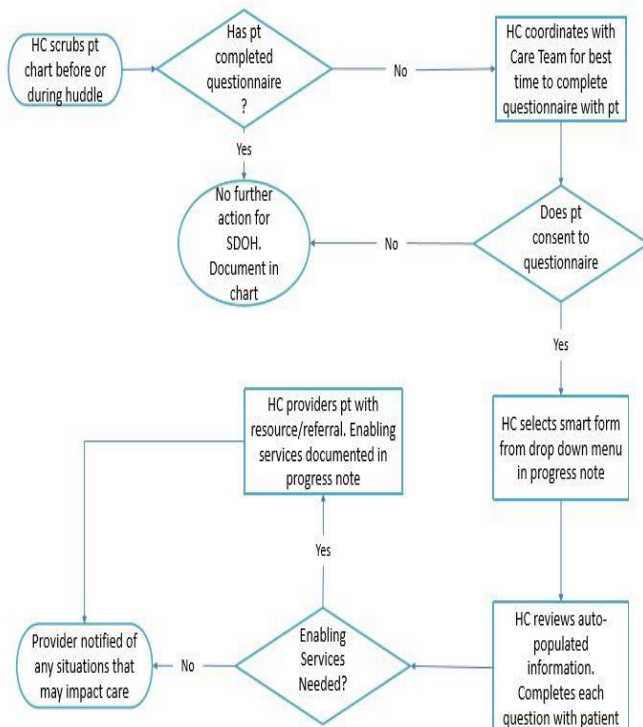 HC scrubs pt
chart before or
during huddle
Has pt
completed
questionnaire
?
No
HC coordinates with
Care Team for best
time to complete
questionnaire with pt
Yes
No further
action for
SDOH.
Document in
chart
No
Does pt
consent to
questionnaire
Yes
HC providers pt with
resource/referral. Enabling
services documented in
progress note
HC selects smart form
from drop down menu
in progress note
Yes
Provider notified of
any situations that
may impact care
No
Enabling
Services
Needed?
HC reviews auto-
populated
information.
Completes each
question with patient